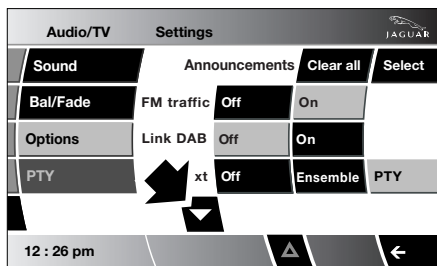 Audio/TV Settings JAGUAR
Sound Announcements Clear all Select
Bal/Fade FM traffic Off On
Options Link DAB Off On
PTY xt Off Ensemble PTY
12 : 26 pm